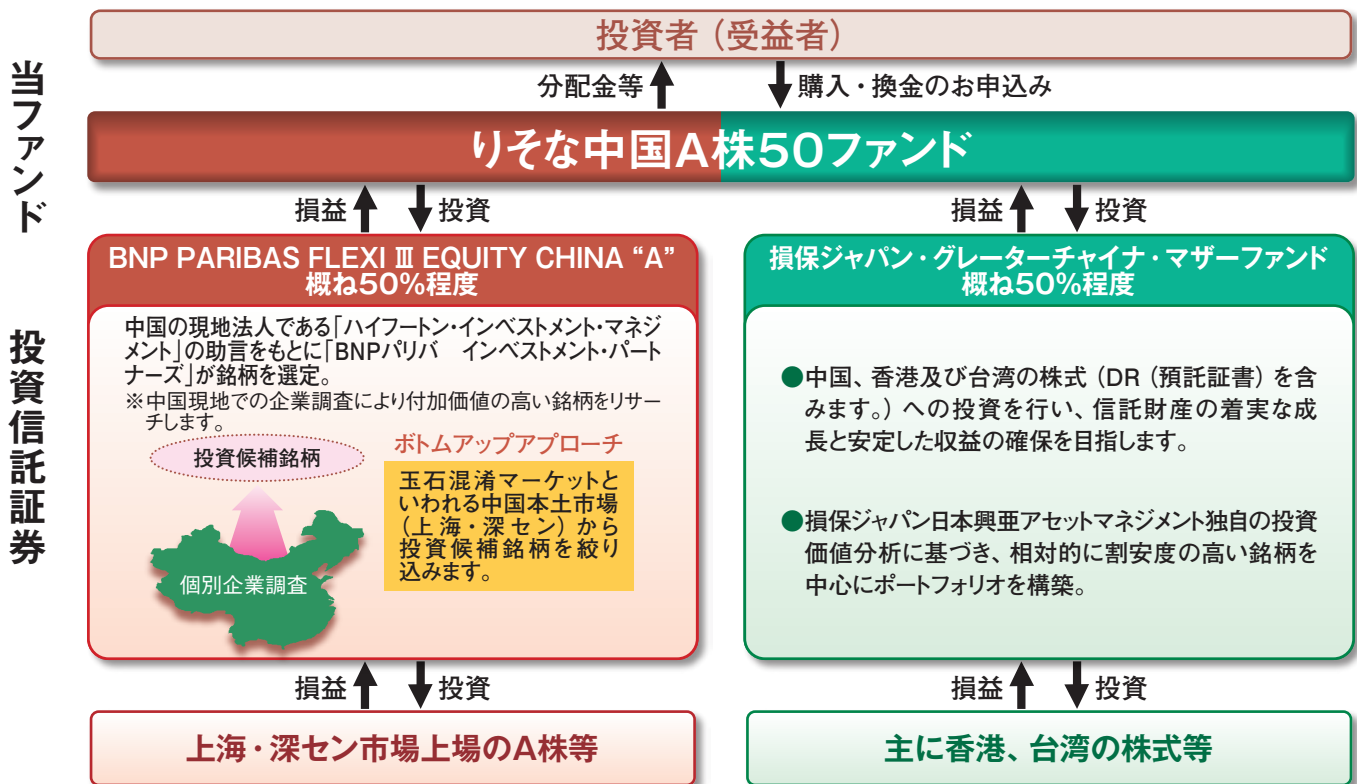 投資者（受益者）
分配金等
購入・換金のお申込み
当ファンド
りそな中国A株50ファンド
損益
投資
損益
投資
投資信託証券
BNP PARIBAS FLEXI Ⅲ EQUITY CHINA “A”
概ね50%程度
中国の現地法人である「ハイフートン・インベストメント・マネジ
メント」の助言をもとに「BNPパリバ　インベストメント・パート
ナーズ」が銘柄を選定。
※中国現地での企業調査により付加価値の高い銘柄をリサー
チします。
投資候補銘柄
個別企業調査
ボトムアップアプローチ
玉石混淆マーケットと
いわれる中国本土市場
（上海・深セン）から
投資候補銘柄を絞り
込みます。
損保ジャパン・グレーターチャイナ・マザーファンド
概ね50%程度
●中国、香港及び台湾の株式（DR（預託証書）を含
みます。）への投資を行い、信託財産の着実な成
長と安定した収益の確保を目指します。
●損保ジャパン日本興亜アセットマネジメント独自の投資
価値分析に基づき、相対的に割安度の高い銘柄を
中心にポートフォリオを構築。
損益
投資
損益
投資
上海・深セン市場上場のA株等
主に香港、台湾の株式等